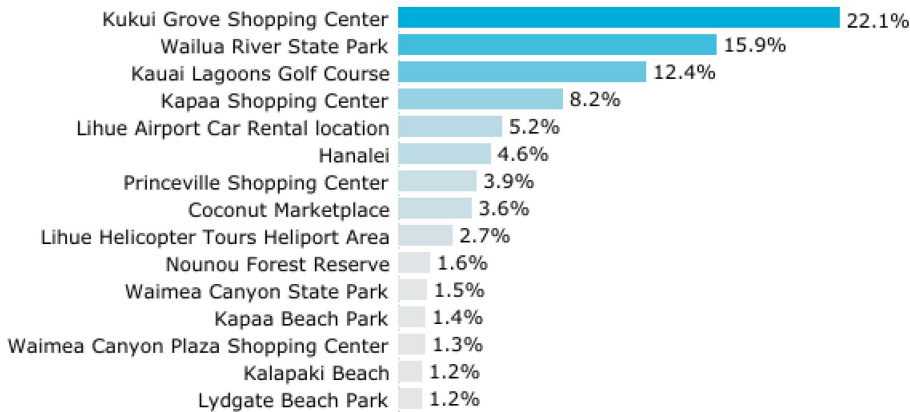 Kukui Grove Shopping Center 22.1%
Wailua River State Park 15.9%
Kauai Lagoons Golf Course 12.4%
Kapaa Shopping Center 8.2%
Lihue Airport Car Rental location 5.2%
Hanalei 4.6%
Princeville Shopping Center 3.9%
Coconut Marketplace 3.6%
Lihue Helicopter Tours Heliport Area 2.7%
Nounou Forest Reserve 1.6%
Waimea Canyon State Park 1.5%
Kapaa Beach Park 1.4%
Waimea Canyon Plaza Shopping Center 1.3%
Kalapaki Beach 1.2%
Lydgate Beach Park 1.2%